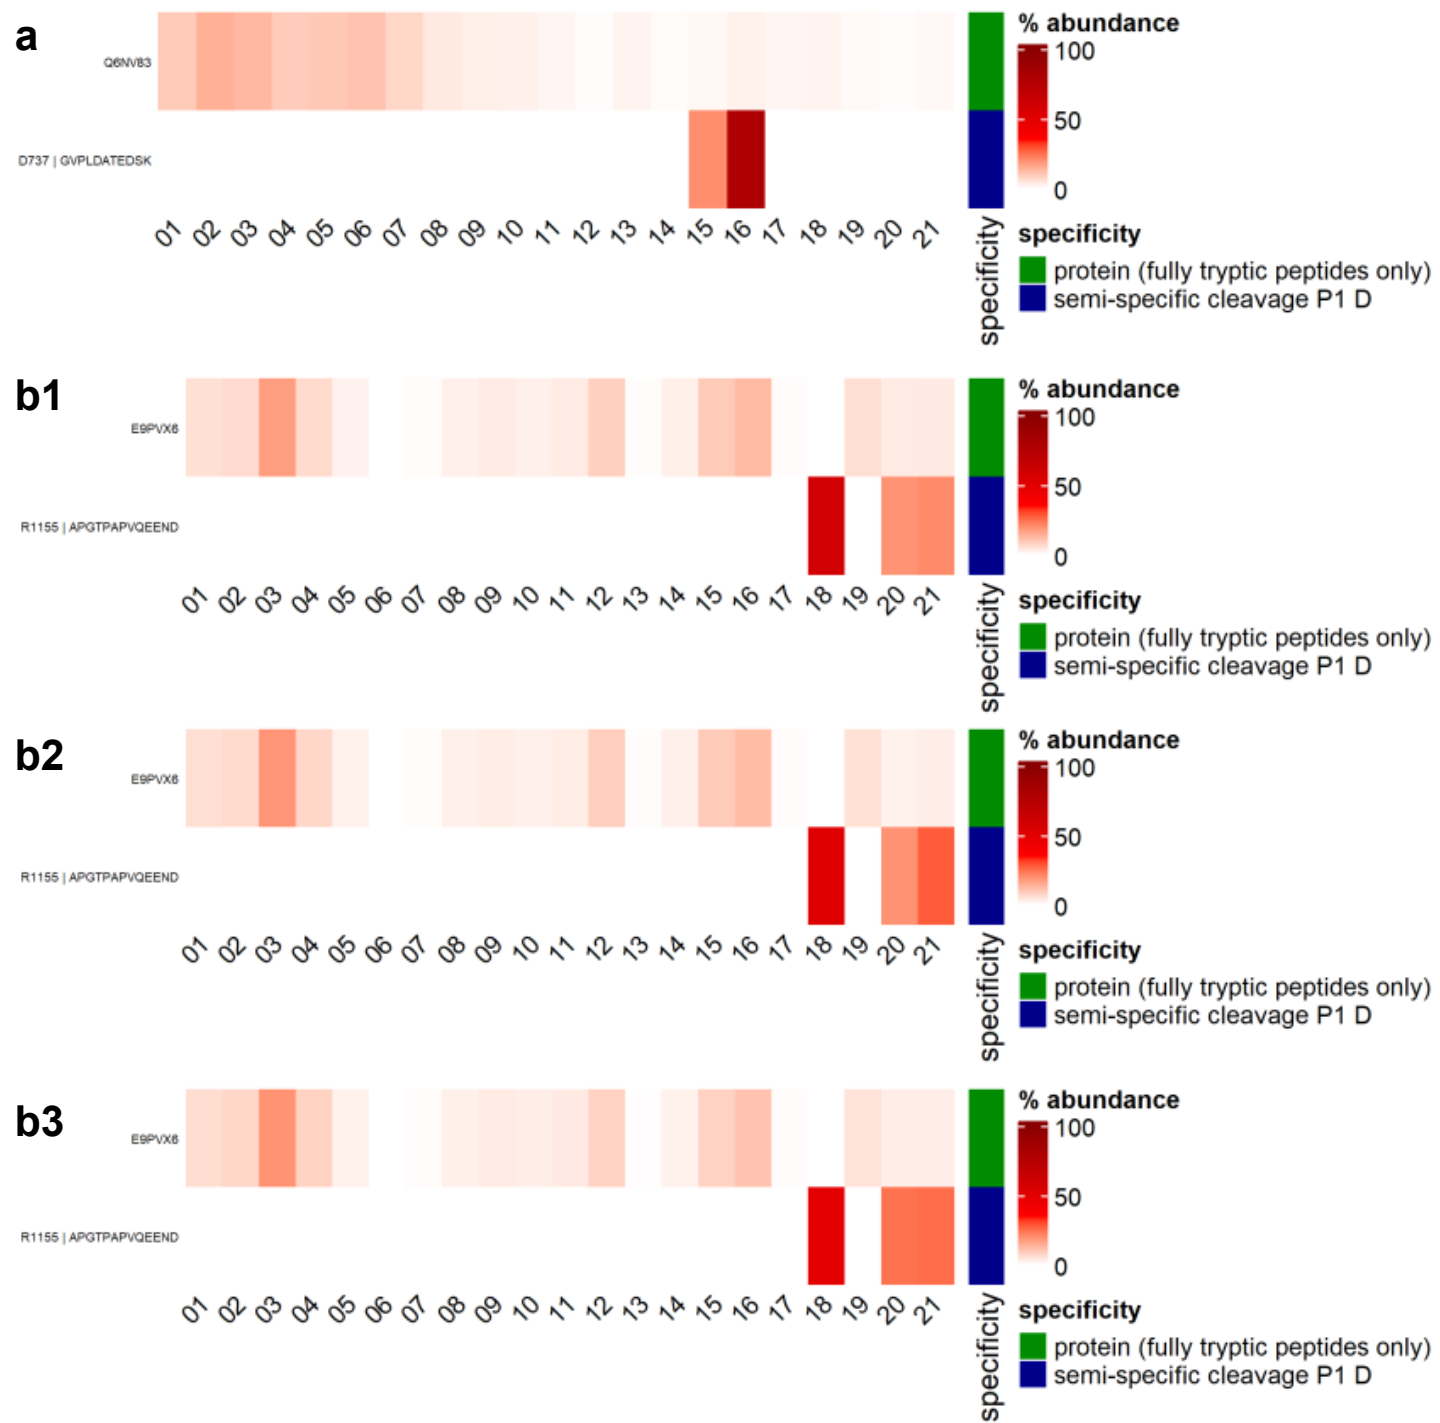 a
Q6NV83
D737 | GVPLDATEDSK
01 02 03 04 05 06 07 08 09 10 11 12 13 14 15 16 17 18 19 20 21
specificity
% abundance
100
50
0
specificity
protein (fully tryptic peptides only)
semi-specific cleavage P1 D
b1
E9PVX6
R1155 | APGTPAPVQEEND
01 02 03 04 05 06 07 08 09 10 11 12 13 14 15 16 17 18 19 20 21
specificity
% abundance
100
50
0
specificity
protein (fully tryptic peptides only)
semi-specific cleavage P1 D
b2
E9PVX6
R1155 | APGTPAPVQEEND
01 02 03 04 05 06 07 08 09 10 11 12 13 14 15 16 17 18 19 20 21
specificity
% abundance
100
50
0
specificity
protein (fully tryptic peptides only)
semi-specific cleavage P1 D
b3
E9PVX6
R1155 | APGTPAPVQEEND
01 02 03 04 05 06 07 08 09 10 11 12 13 14 15 16 17 18 19 20 21
specificity
% abundance
100
50
0
specificity
protein (fully tryptic peptides only)
semi-specific cleavage P1 D